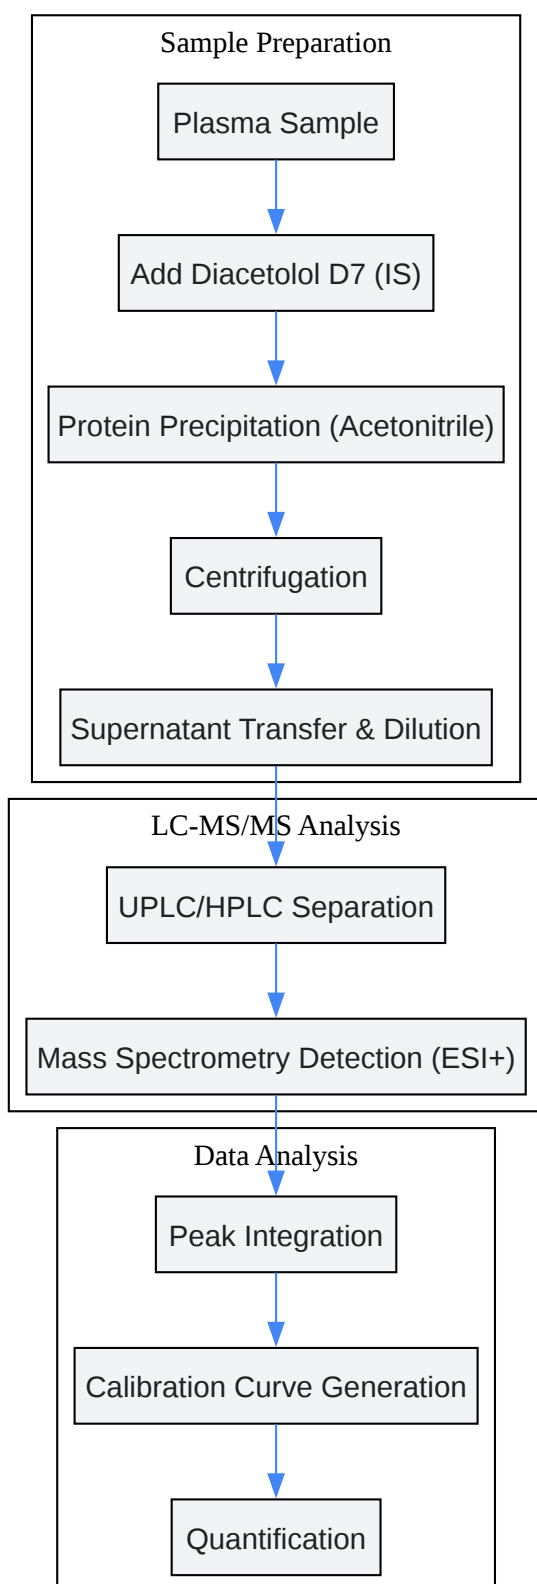 Sample Preparation
Plasma Sample
Add Diacetolol D7 (IS)
Protein Precipitation (Acetonitrile)
Centrifugation
Supernatant Transfer & Dilution
LC-MS/MS Analysis
UPLC/HPLC Separation
Mass Spectrometry Detection (ESI+)
Data Analysis
Peak Integration
Calibration Curve Generation
Quantification